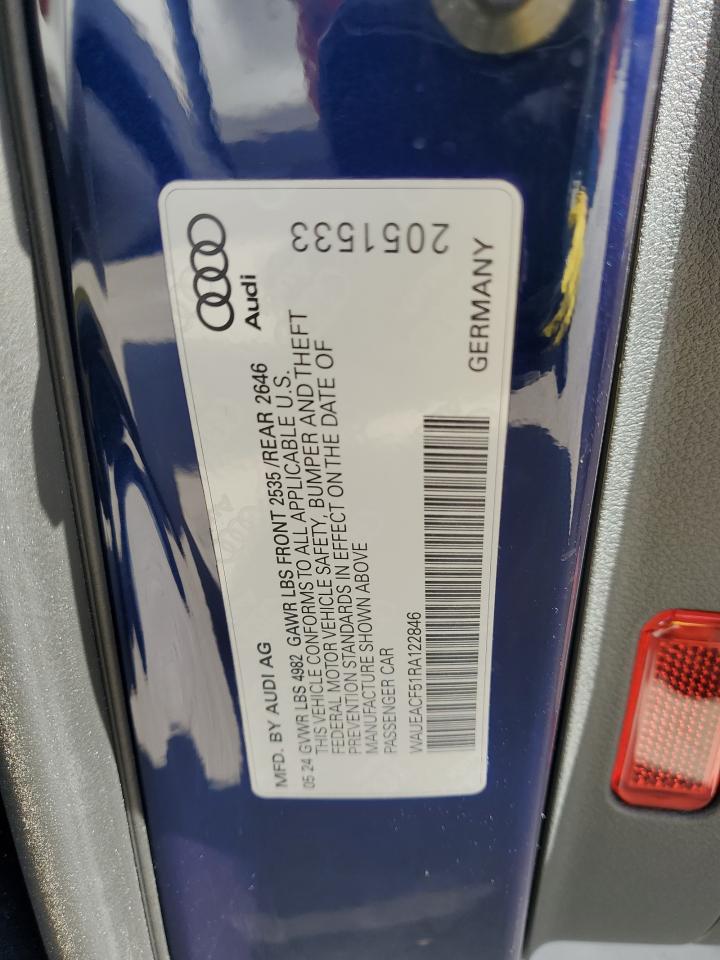 MFD. BY AUDI AG
05 24 GVWR LBS 4982 GAWR LBS FRONT 2535 /REAR 2646
THIS VEHICLE CONFORMS TO ALL APPLICABLE U.S.
FEDERAL MOTOR VEHICLE SAFETY, BUMPER AND THEFT
PREVENTION STANDARDS IN EFFECT ON THE DATE OF
MANUFACTURE SHOWN ABOVE
PASSENGER CAR
WAUEACF51RA122846
Audi
2051533
GERMANY